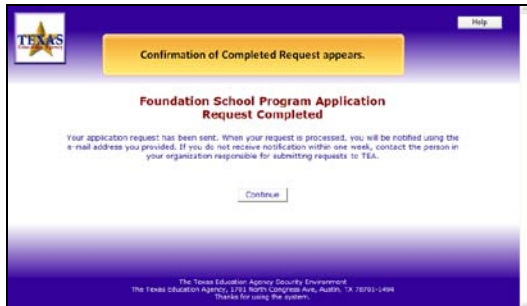 Help
TEXAS
Education Agency
Confirmation of Completed Request appears.
Foundation School Program Application
Request Completed
Your application request has been sent. When your request is processed, you will be notified using the
e-mail address you provided. If you do not receive notification within one week, contact the person in
your organization responsible for submitting requests to TEA.
Continue
The Texas Education Agency Security Environment
The Texas Education Agency, 1701 North Congress Ave, Austin, TX 78701-1494
Thanks for using the system.